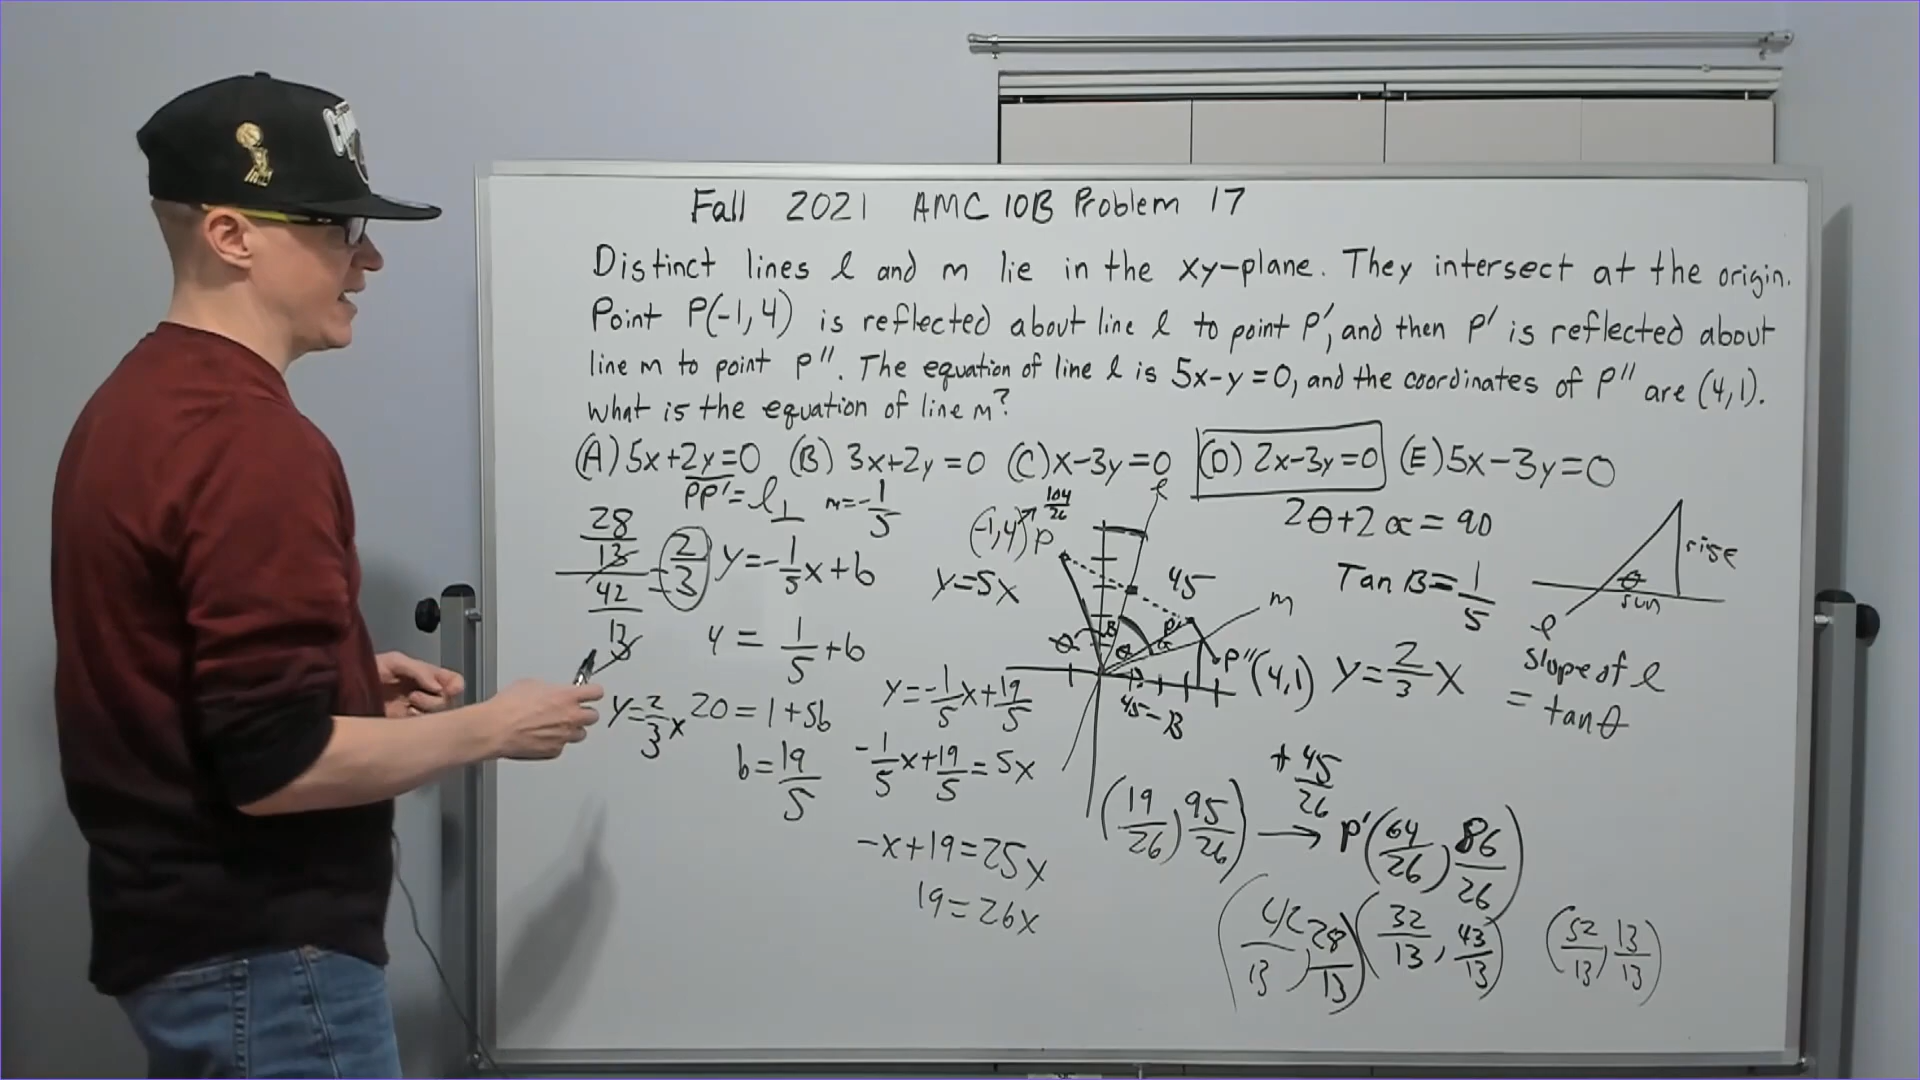 Fall 2021 AMC 10B Problem 17
Distinct lines ℓ and m lie in the xy-plane. They intersect at the origin.
Point P(-1,4) is reflected about line ℓ to point P', and then P' is reflected about
line m to point P''. The equation of line ℓ is 5x-y=0, and the coordinates of P'' are (4,1).
What is the equation of line m?
(A) 5x+2y=0 (B) 3x+2y=0 (C) x-3y=0 (D) 2x-3y=0 (E) 5x-3y=0
PP' = ℓ⊥ m=-1/5
28/13 / 42/13 = 2/3
y=-1/5x+b
4 = 1/5+b
20=1+5b
b=19/5
y=2/3x
y=-1/5x+19/5
-1/5x+19/5=5x
-x+19=25x
19=26x
(-1,4) P
104/26
y=5x
ℓ
45
m
θ
B
θ
α
α
P'
P'' (4,1)
45-B
2θ+2α=90
Tan B=1/5
y=2/3x
rise
θ
run
ℓ
slope of ℓ
= tanθ
+45/26
(19/26, 95/26) → P'(64/26, 86/26)
(42/13, 28/13) (32/13, 43/13) (52/13, 13/13)